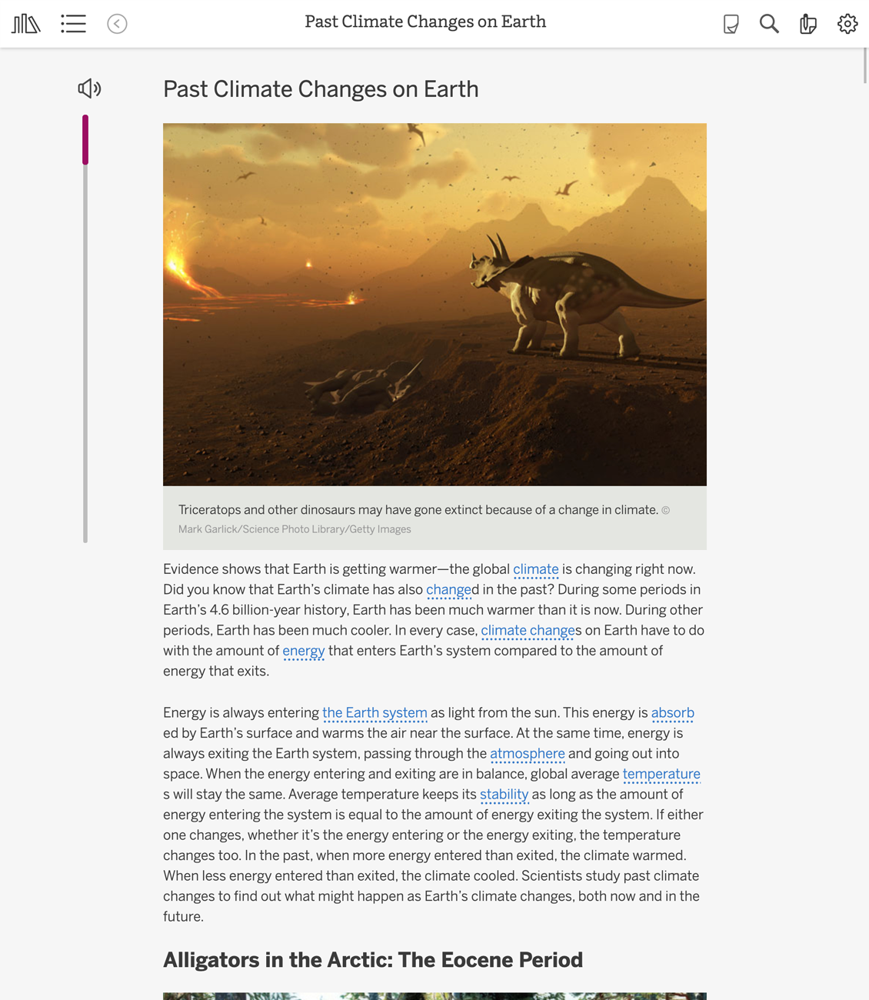 Past Climate Changes on Earth
Past Climate Changes on Earth
Triceratops and other dinosaurs may have gone extinct because of a change in climate. ©
Mark Garlick/Science Photo Library/Getty Images
Evidence shows that Earth is getting warmer—the global climate is changing right now.
Did you know that Earth’s climate has also changed in the past? During some periods in
Earth’s 4.6 billion-year history, Earth has been much warmer than it is now. During other
periods, Earth has been much cooler. In every case, climate changes on Earth have to do
with the amount of energy that enters Earth’s system compared to the amount of
energy that exits.
Energy is always entering the Earth system as light from the sun. This energy is absorb
ed by Earth’s surface and warms the air near the surface. At the same time, energy is
always exiting the Earth system, passing through the atmosphere and going out into
space. When the energy entering and exiting are in balance, global average temperature
s will stay the same. Average temperature keeps its stability as long as the amount of
energy entering the system is equal to the amount of energy exiting the system. If either
one changes, whether it’s the energy entering or the energy exiting, the temperature
changes too. In the past, when more energy entered than exited, the climate warmed.
When less energy entered than exited, the climate cooled. Scientists study past climate
changes to find out what might happen as Earth’s climate changes, both now and in the
future.
Alligators in the Arctic: The Eocene Period